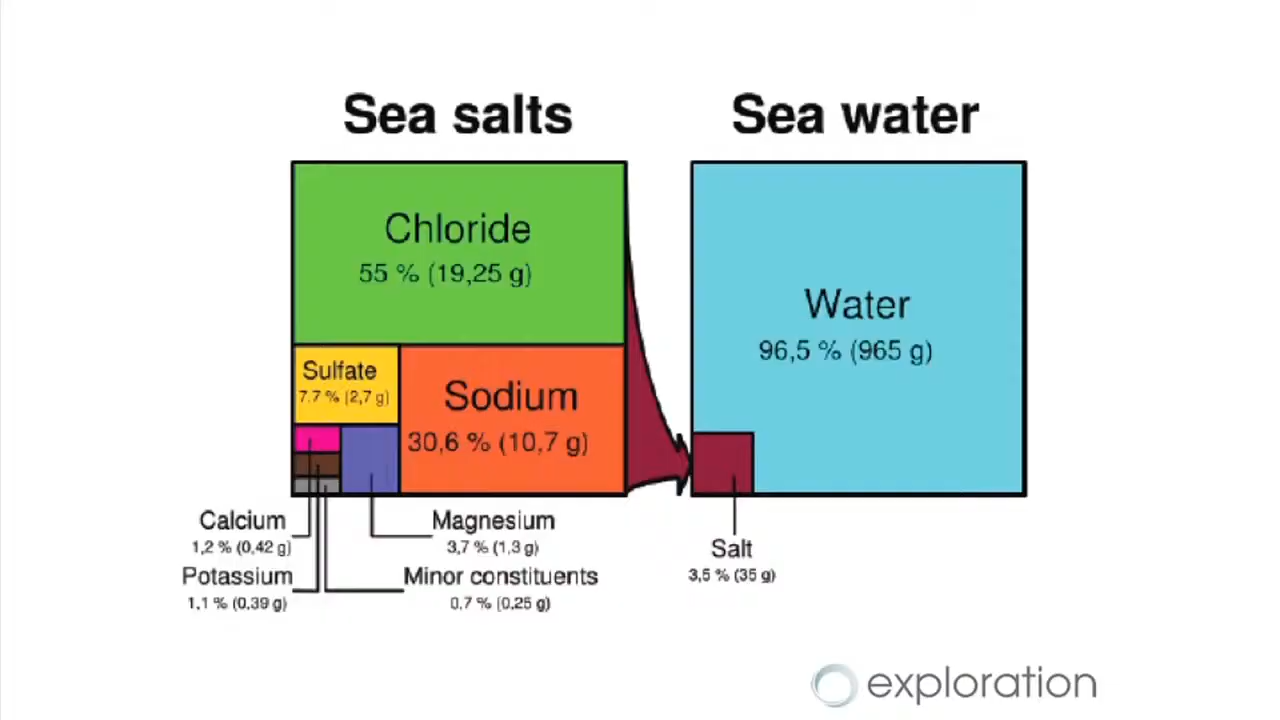 Sea salts
Sea water
Chloride
55 % (19,25 g)
Sulfate
7.7 % (2,7 g)
Sodium
30,6 % (10,7 g)
Water
96,5 % (965 g)
Calcium
1,2 % (0,42 g)
Magnesium
3,7 % (1,3 g)
Potassium
1,1 % (0,39 g)
Minor constituents
0,7 % (0,25 g)
Salt
3,5 % (35 g)
exploration